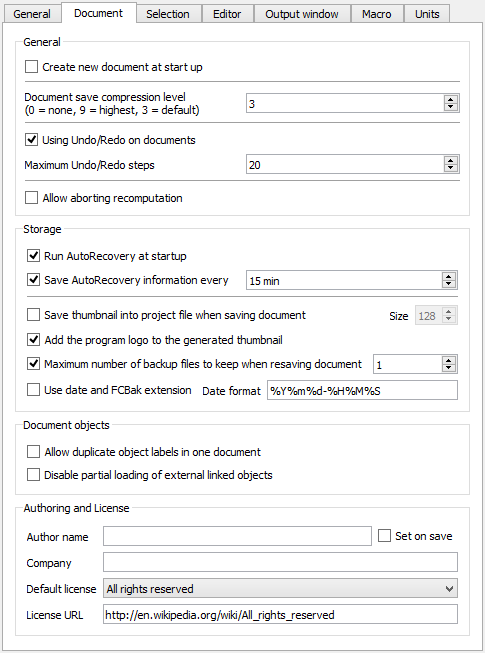 General Document Selection Editor Output window Macro Units
General
Create new document at start up
Document save compression level
(0 = none, 9 = highest, 3 = default)
3
Using Undo/Redo on documents
Maximum Undo/Redo steps 20
Allow aborting recomputation
Storage
Run AutoRecovery at startup
Save AutoRecovery information every 15 min
Save thumbnail into project file when saving document Size 128
Add the program logo to the generated thumbnail
Maximum number of backup files to keep when resaving document 1
Use date and FCBak extension Date format %Y%m%d-%H%M%S
Document objects
Allow duplicate object labels in one document
Disable partial loading of external linked objects
Authoring and License
Author name Set on save
Company
Default license All rights reserved
License URL http://en.wikipedia.org/wiki/All_rights_reserved